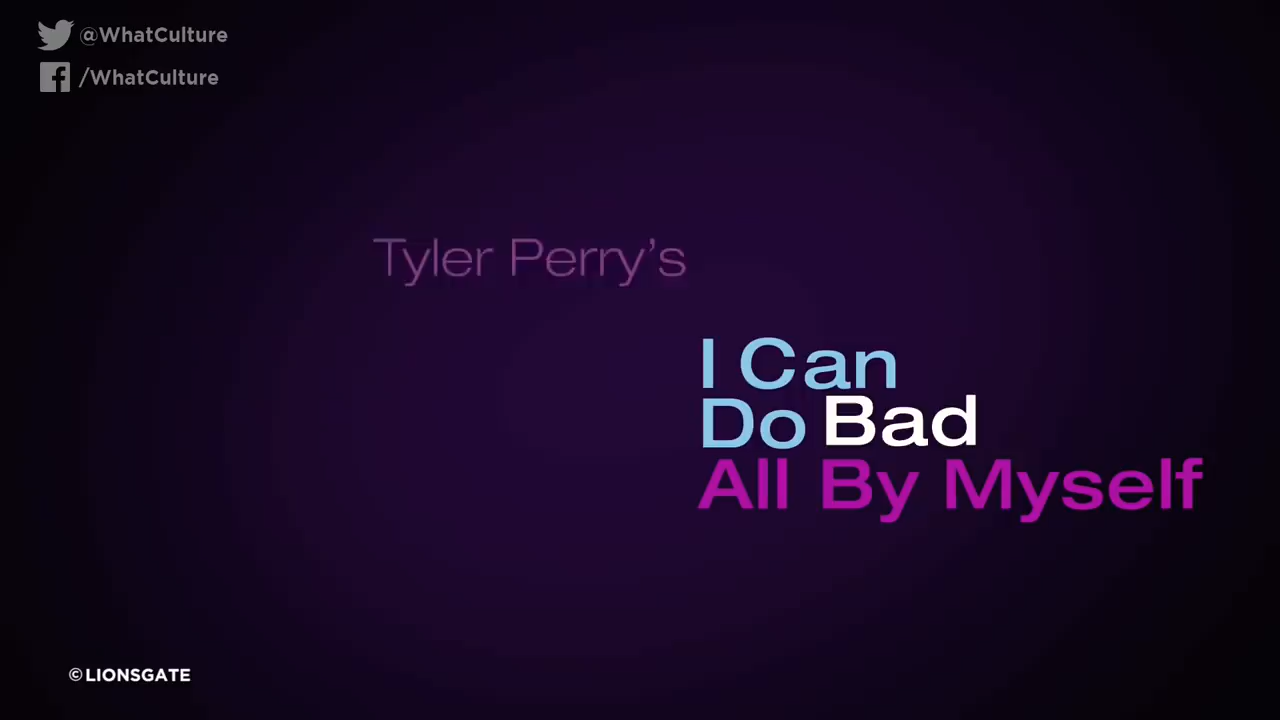 @WhatCulture
/WhatCulture
Tyler Perry's
I Can
Do Bad
All By Myself
©LIONSGATE